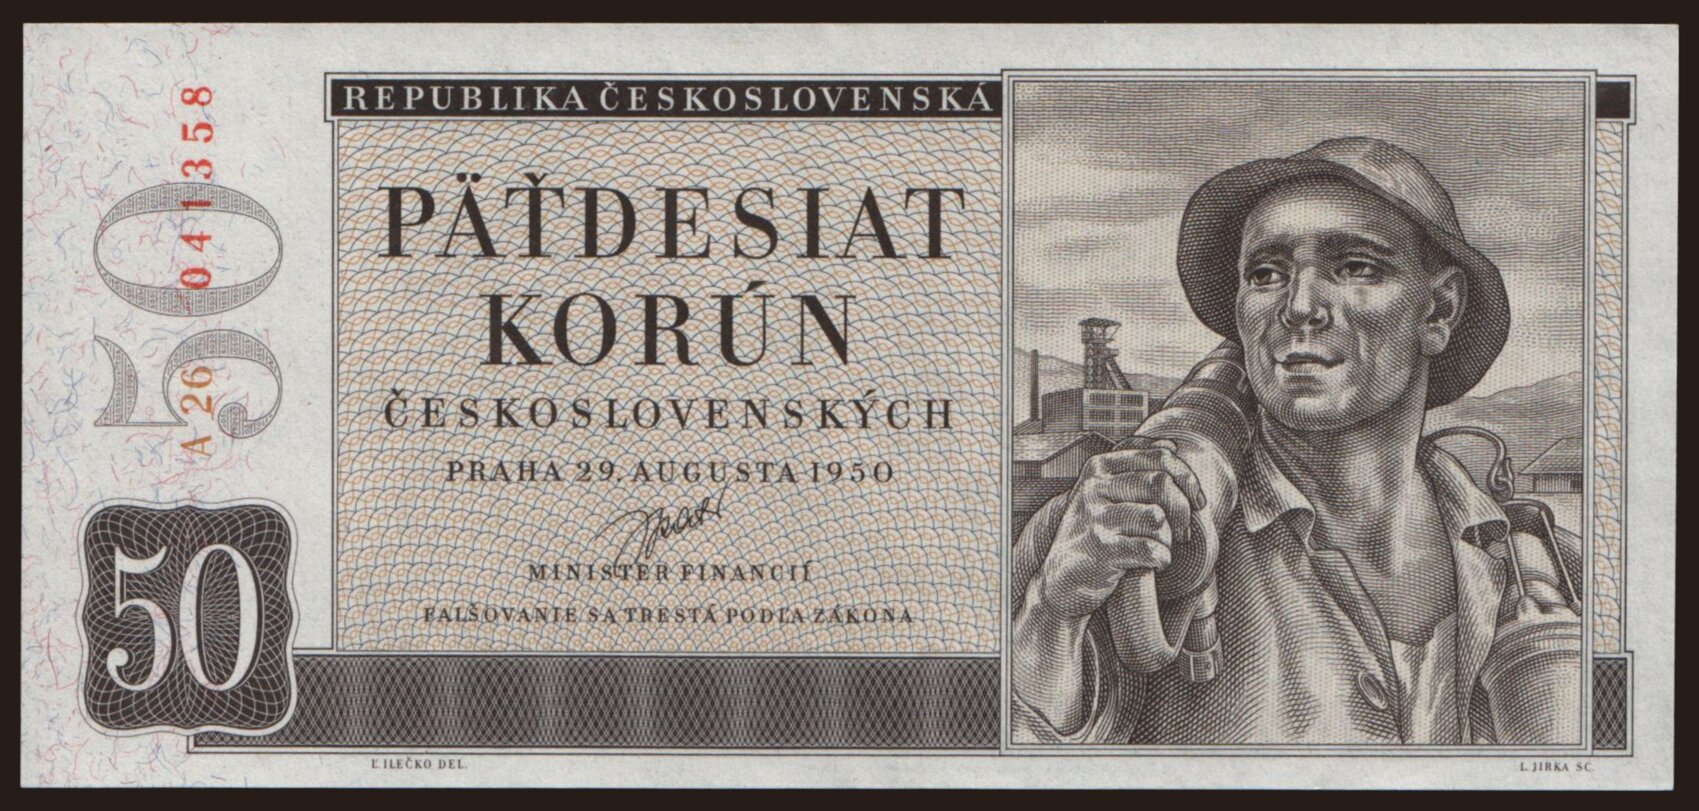 REPUBLIKA ČESKOSLOVENSKÁ
PÄŤDESIAT
KORÚN
ČESKOSLOVENSKÝCH
PRAHA 29. AUGUSTA 1950
MINISTER FINANCIÍ
FALŠOVANIE SA TRESTÁ PODĽA ZÁKONA
50
A 26 041358
50
Ľ. ILEČKO DEL.
L. JIRKA SC.